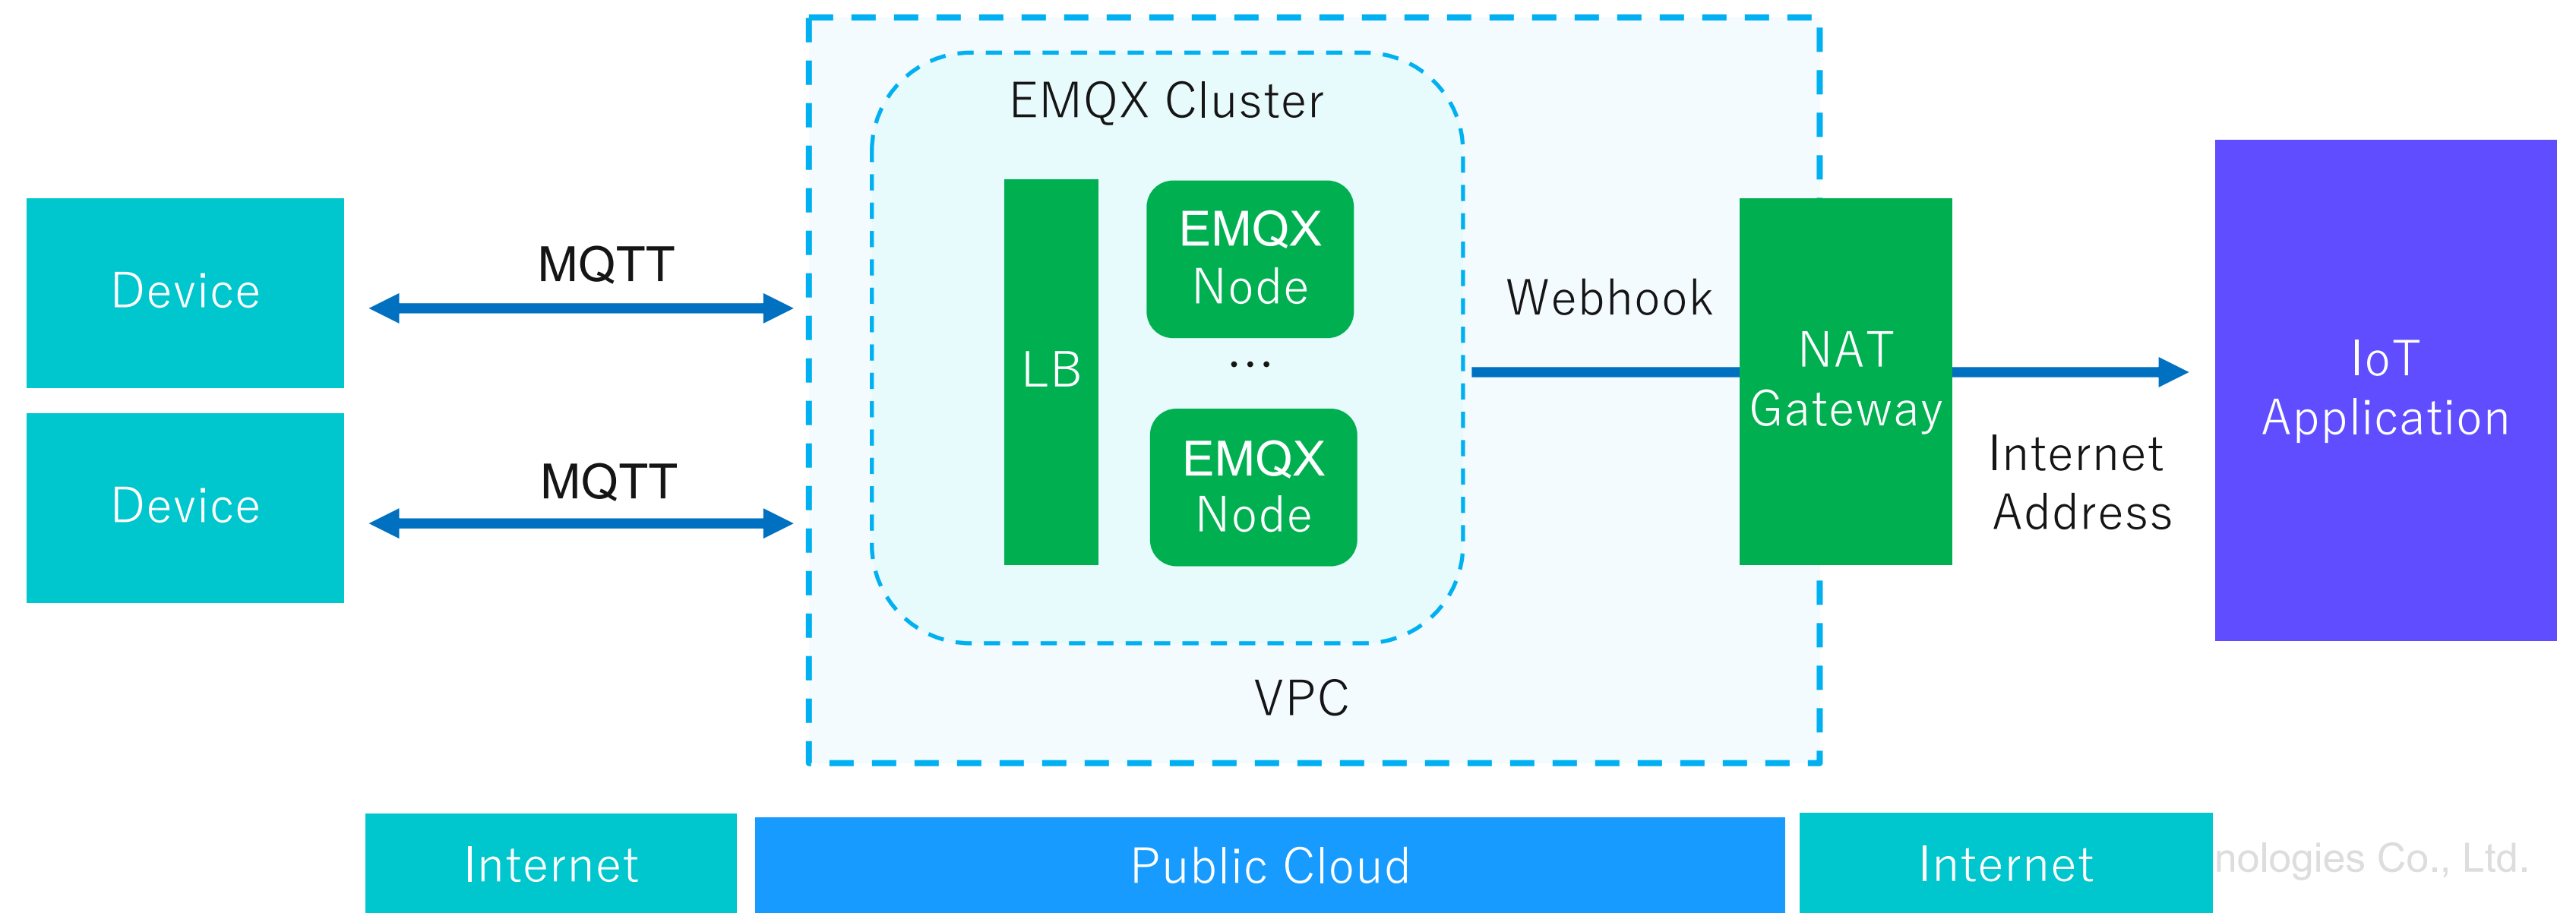 EMQX Cluster
Device
MQTT
LB
EMQX
Node
...
EMQX
Node
Webhook
NAT
Gateway
IoT
Application
Internet
Address
Device
MQTT
VPC
Internet
Public Cloud
Internet
Co., Ltd.